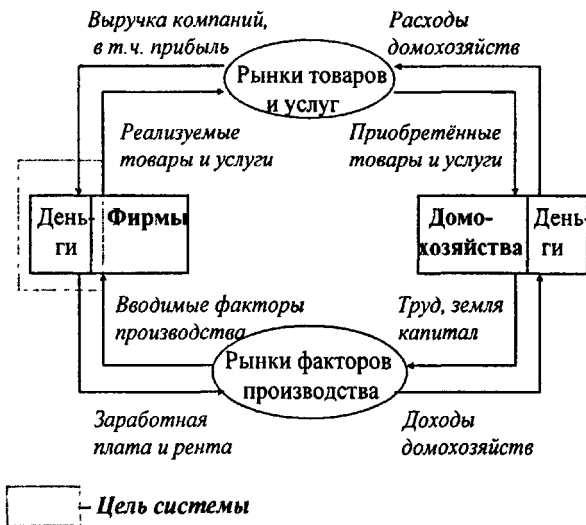 Выручка компаний,
в т.ч. прибыль
Расходы
домохозяйств
Рынки товаров
и услуг
Реализуемые
товары и услуги
Приобретённые
товары и услуги
День-
ги
Фирмы
Домо-
хозяйства
День-
ги
Вводимые факторы
производства
Труд, земля
капитал
Рынки факторов
производства
Заработная
плата и рента
Доходы
домохозяйств
– Цель системы